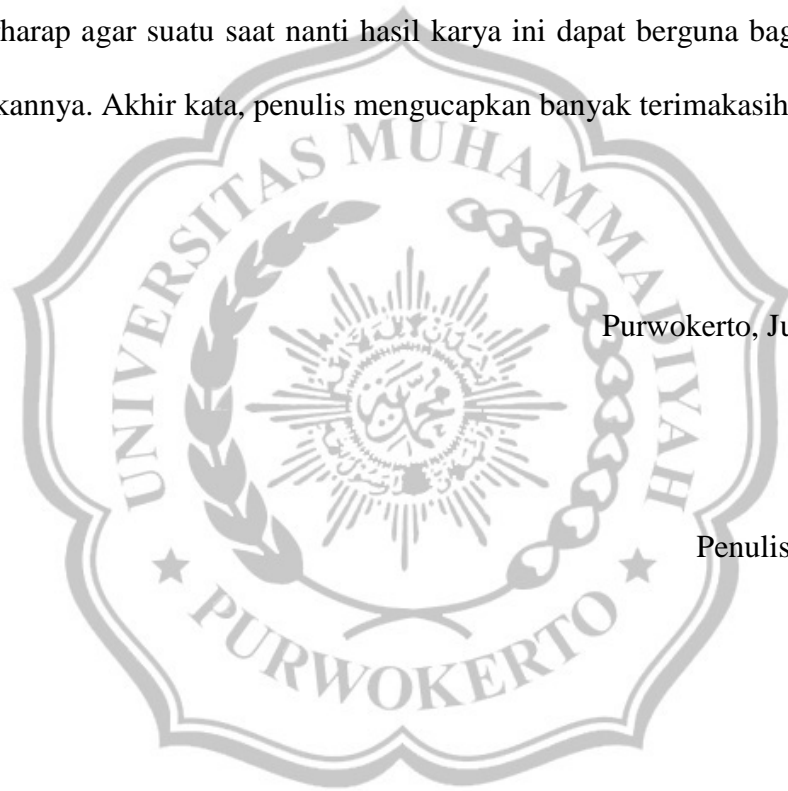 harap agar suatu saat nanti hasil karya ini dapat berguna bag
kannya. Akhir kata, penulis mengucapkan banyak terimakasih
UNIVERSITAS MUHAMMADIYAH
Purwokerto, Ju
Penulis
PURWOKERTO